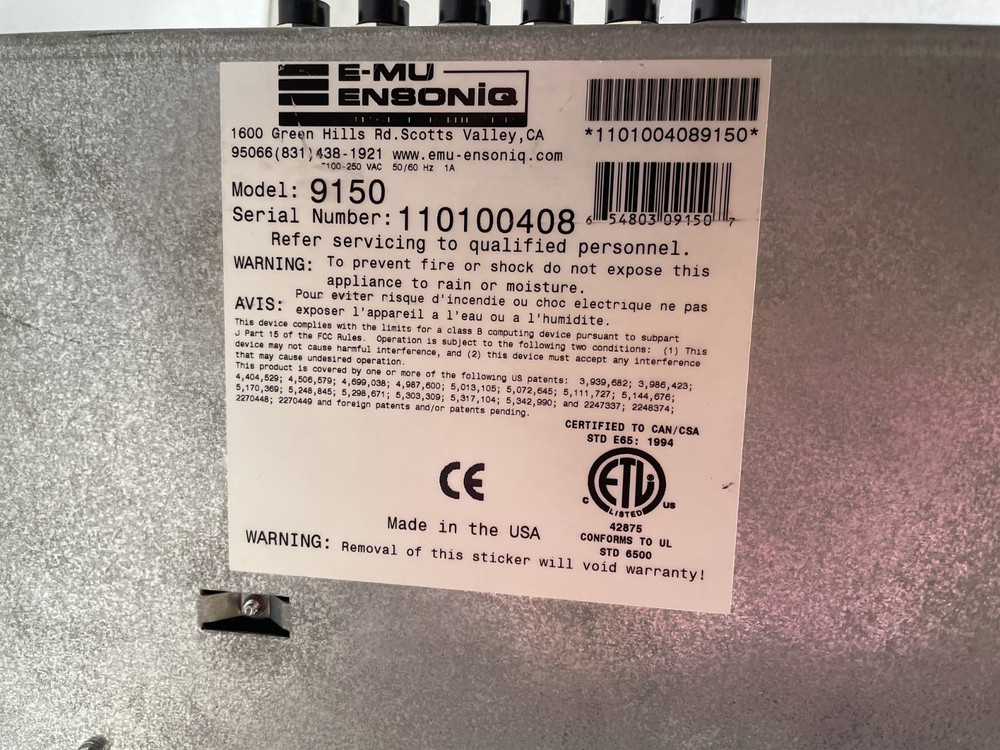 E-MU
ENSONIQ
1600 Green Hills Rd.Scotts Valley,CA
95066(831)438-1921 www.emu-ensoniq.com
100-250 VAC 50/60 Hz 1A
*1101004089150*
Model: 9150
Serial Number: 110100408
6 54803 09150 7
Refer servicing to qualified personnel.
WARNING: To prevent fire or shock do not expose this
appliance to rain or moisture.
AVIS: Pour eviter risque d'incendie ou choc electrique ne pas
exposer l'appareil a l'eau ou a l'humidite.
This device complies with the limits for a class B computing device pursuant to subpart
J Part 15 of the FCC Rules. Operation is subject to the following two conditions: (1) This
device may not cause harmful interference, and (2) this device must accept any interference
that may cause undesired operation.
This product is covered by one or more of the following US patents: 3,939,682; 3,986,423;
4,404,529; 4,506,579; 4,699,038; 4,987,600; 5,013,105; 5,072,645; 5,111,727; 5,144,676;
5,170,369; 5,248,845; 5,298,671; 5,303,309; 5,317,104; 5,342,990; and 2247337; 2248374;
2270448; 2270449 and foreign patents and/or patents pending.
CERTIFIED TO CAN/CSA
STD E65: 1994
CE
ETL
LISTED
C US
42875
CONFORMS TO UL
STD 6500
Made in the USA
WARNING: Removal of this sticker will void warranty!